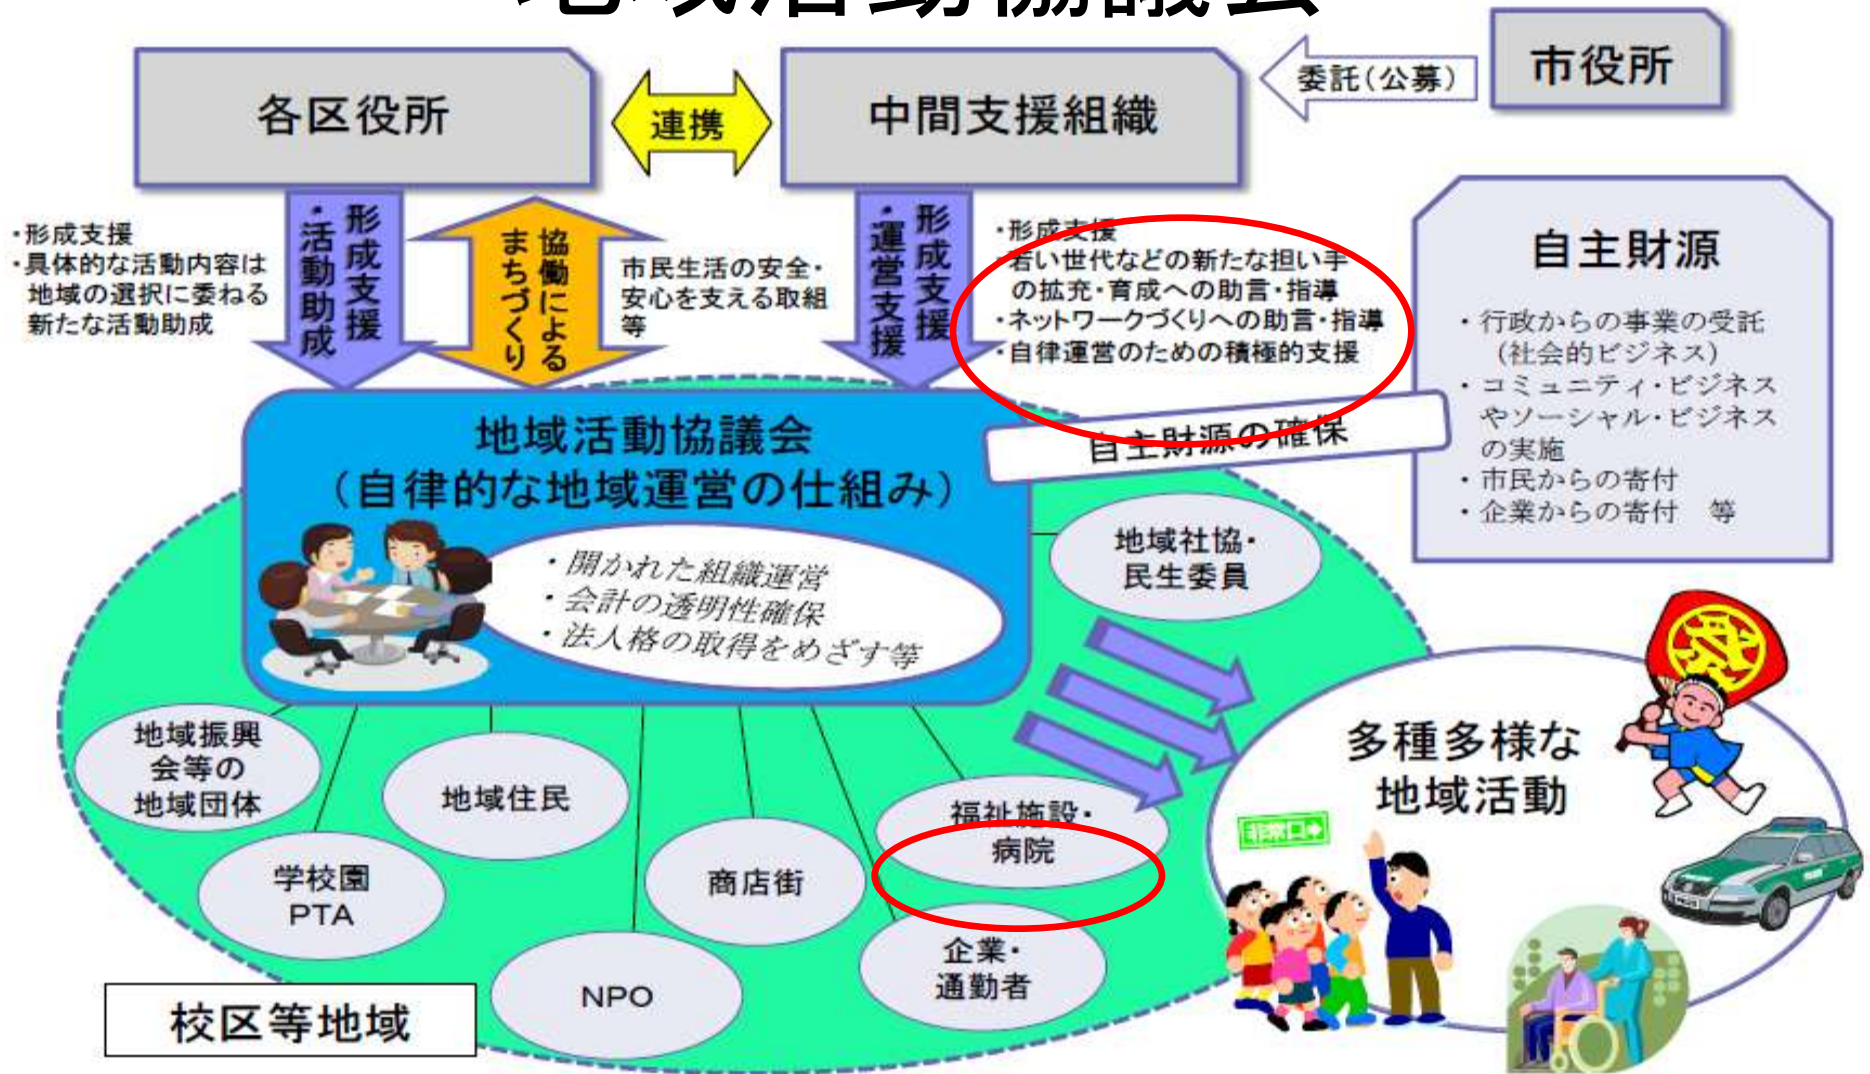 地域活動協議会
各区役所
連携
中間支援組織
委託(公募)
市役所
・形成支援
・具体的な活動内容は
地域の選択に委ねる
新たな活動助成
形成支援
・活動助成
協働による
まちづくり
市民生活の安全・
安心を支える取組
等
形成支援
・運営支援
・形成支援
・若い世代などの新たな担い手
の拡充・育成への助言・指導
・ネットワークづくりへの助言・指導
・自律運営のための積極的支援
自主財源
・行政からの事業の受託
(社会的ビジネス)
・コミュニティ・ビジネス
やソーシャル・ビジネス
の実施
・市民からの寄付
・企業からの寄付 等
自主財源の確保
地域活動協議会
(自律的な地域運営の仕組み)
・開かれた組織運営
・会計の透明性確保
・法人格の取得をめざす等
地域社協・
民生委員
地域振興
会等の
地域団体
地域住民
学校園
PTA
NPO
商店街
福祉施設・
病院
企業・
通勤者
多種多様な
地域活動
非常口
校区等地域